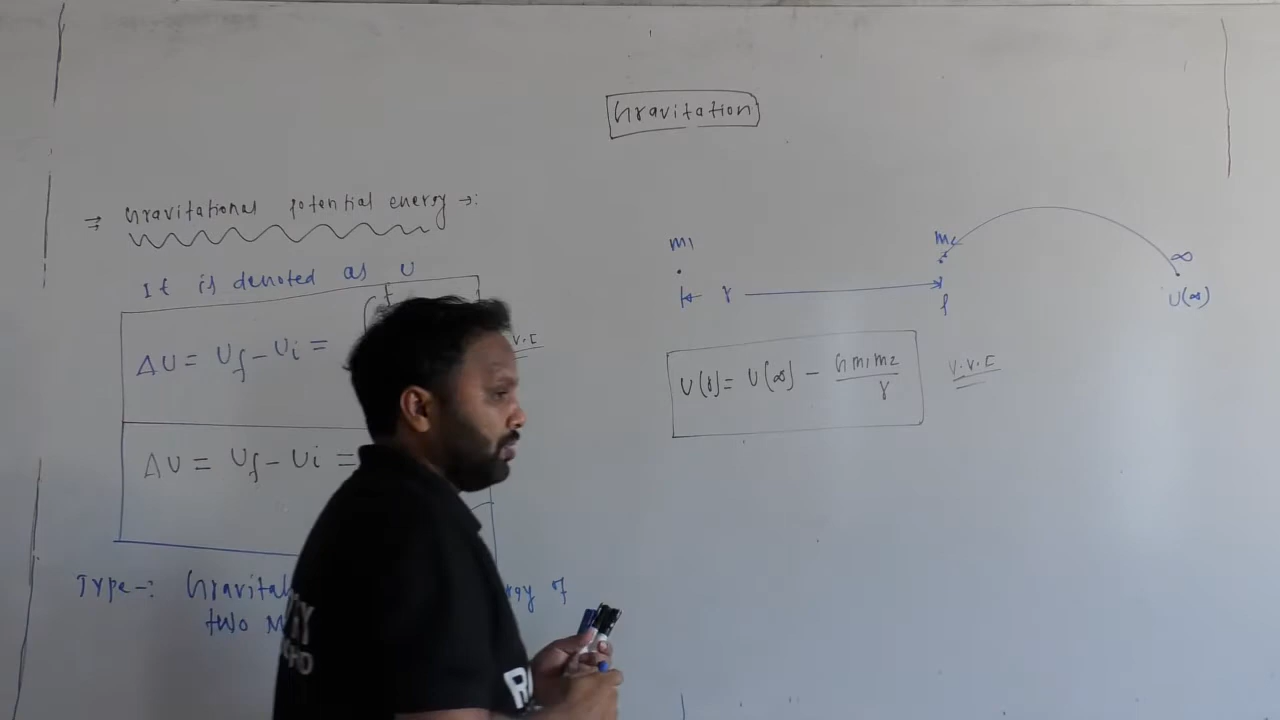 Gravitation
⇒ Gravitational potential energy →:
It is denoted as U
ΔU = Uf - Ui =
V.I
ΔU = Uf - Ui =
Type -:
two
of
m1
m2
∞
r
f
U(∞)
U(r) = U(∞) - Gm1m2/r
V.V.I